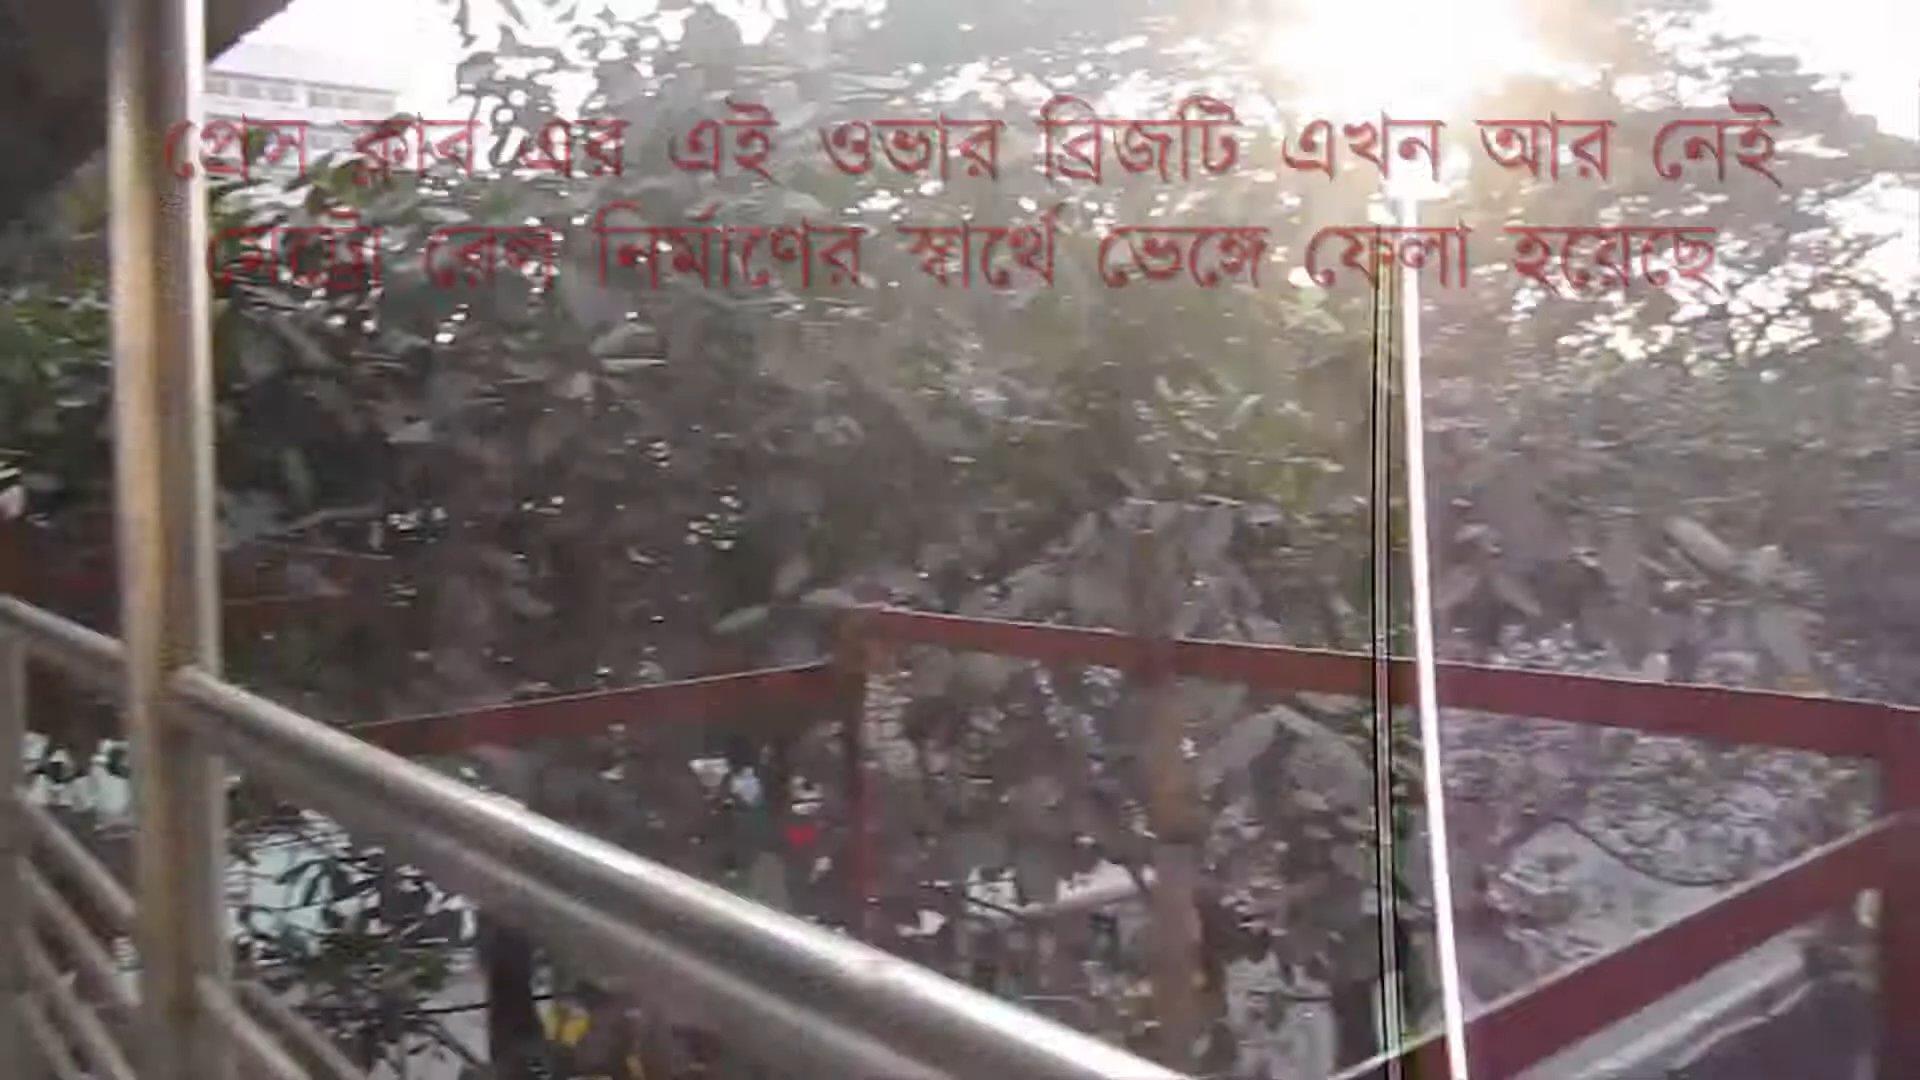 প্রেস ক্লাব এর এই ওভার ব্রিজটি এখন আর নেই
মেট্রো রেল নির্মাণের স্বার্থে ভেঙ্গে ফেলা হয়েছে